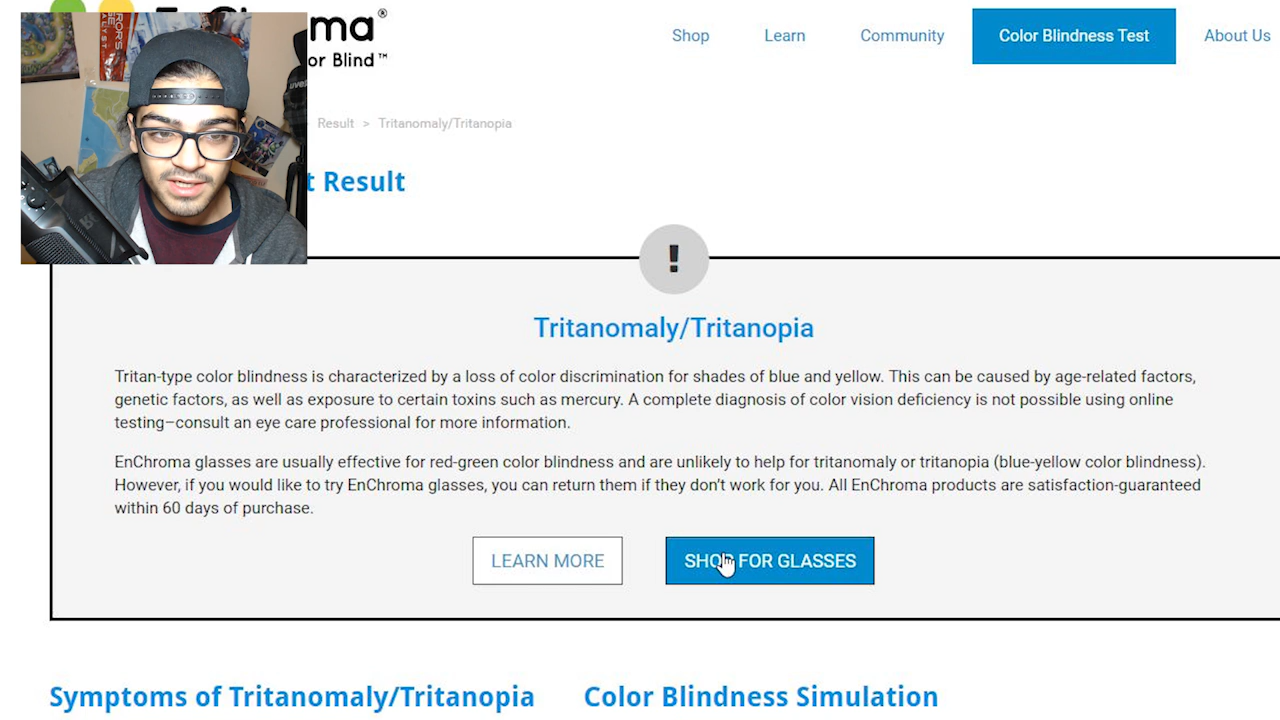 ma®
or Blind™
Shop
Learn
Community
Color Blindness Test
About Us
Result > Tritanomaly/Tritanopia
t Result
!
Tritanomaly/Tritanopia
Tritan-type color blindness is characterized by a loss of color discrimination for shades of blue and yellow. This can be caused by age-related factors,
genetic factors, as well as exposure to certain toxins such as mercury. A complete diagnosis of color vision deficiency is not possible using online
testing–consult an eye care professional for more information.
EnChroma glasses are usually effective for red-green color blindness and are unlikely to help for tritanomaly or tritanopia (blue-yellow color blindness).
However, if you would like to try EnChroma glasses, you can return them if they don’t work for you. All EnChroma products are satisfaction-guaranteed
within 60 days of purchase.
LEARN MORE
SHOP FOR GLASSES
Symptoms of Tritanomaly/Tritanopia
Color Blindness Simulation